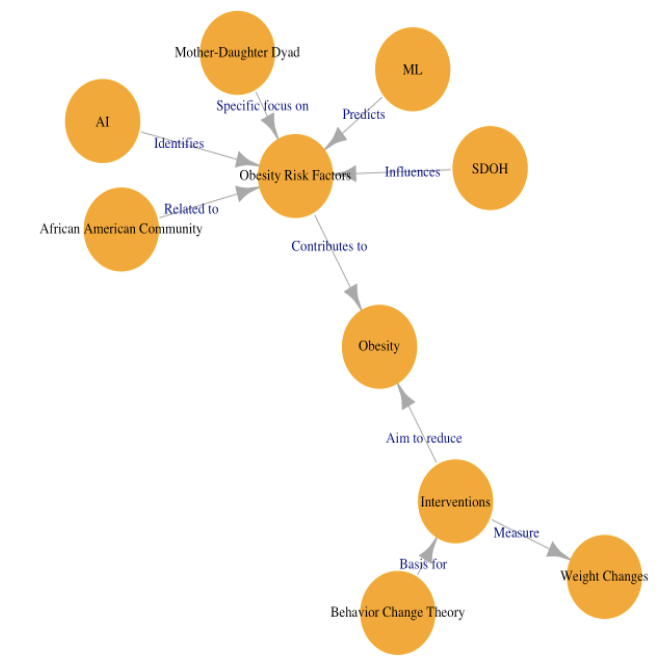 Mother-Daughter Dyad
ML
Specific focus on
Predicts
AI
Identifies
SDOH
Influences
Obesity Risk Factors
Related to
African American Community
Contributes to
Obesity
Aim to reduce
Interventions
Measure
Basis for
Weight Changes
Behavior Change Theory